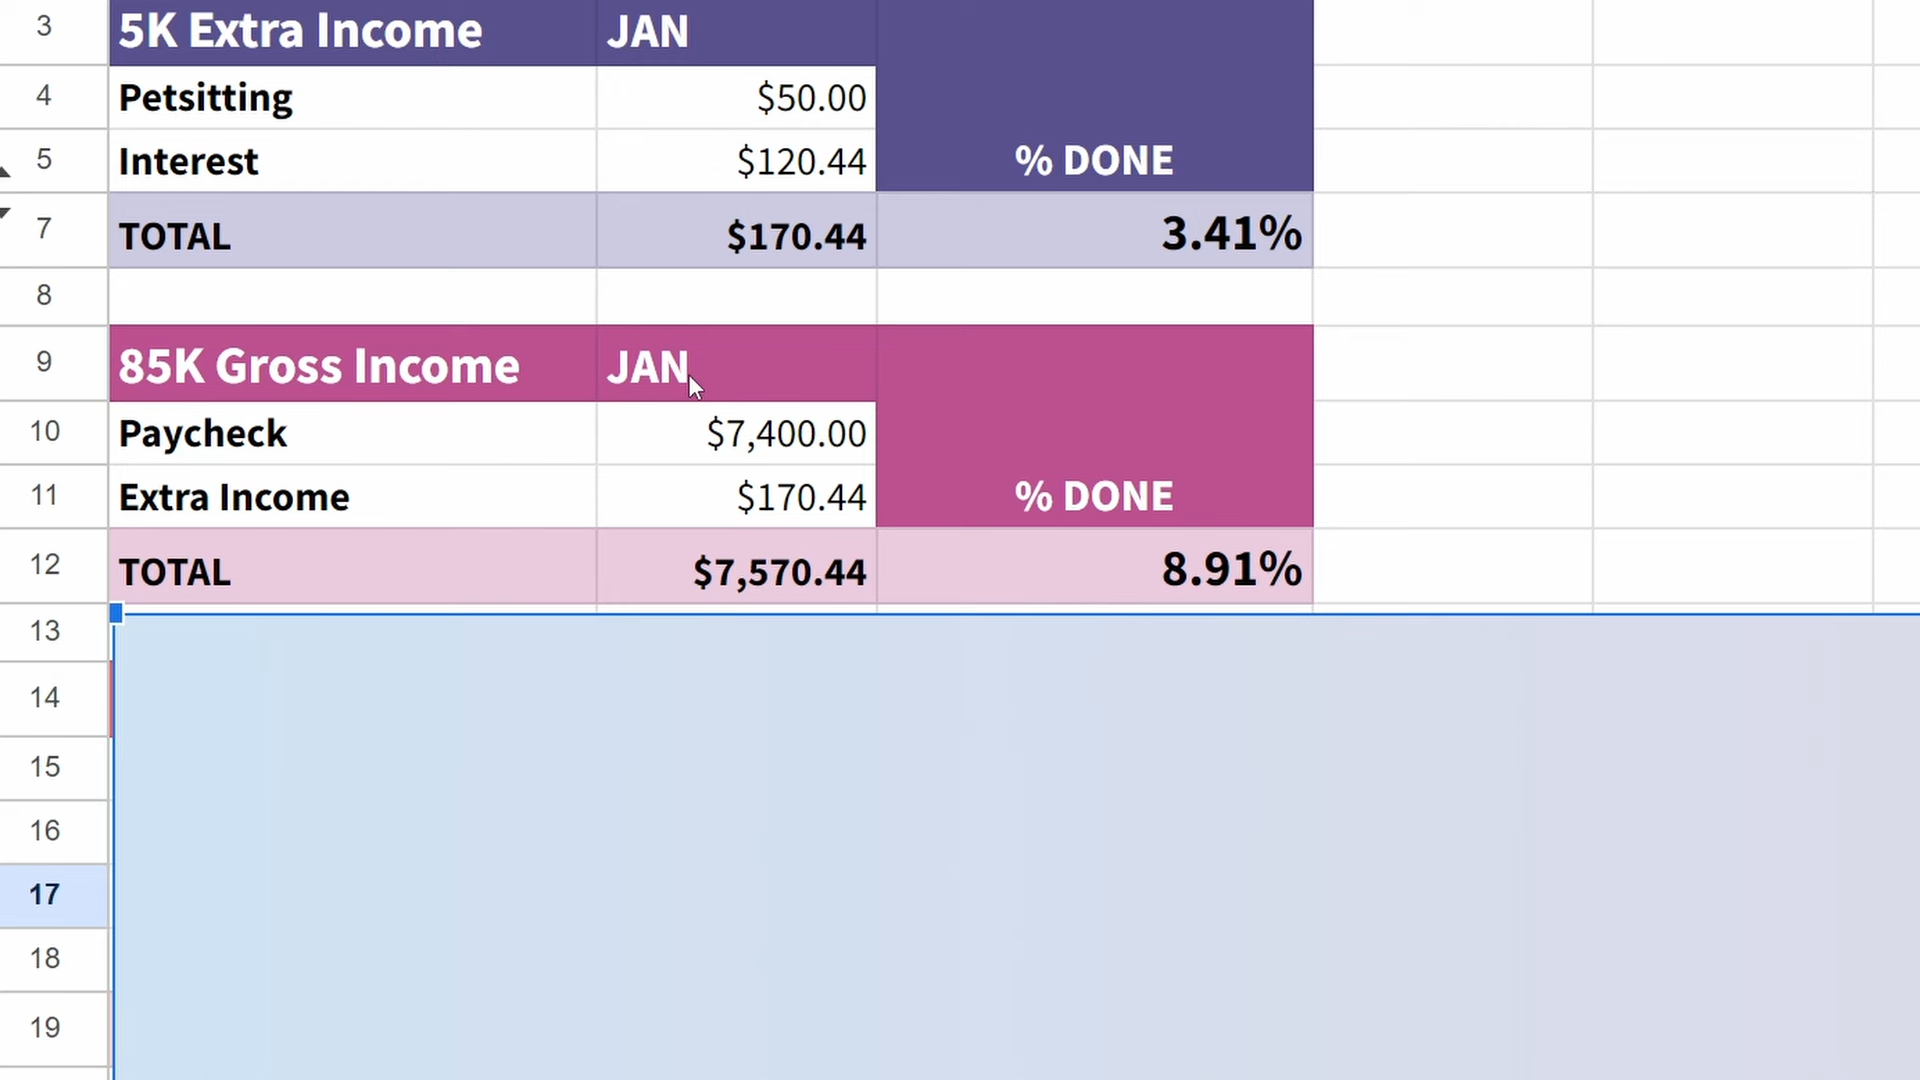 3 5K Extra Income JAN
4 Petsitting $50.00
5 Interest $120.44 % DONE
7 TOTAL $170.44 3.41%
8
9 85K Gross Income JAN
10 Paycheck $7,400.00
11 Extra Income $170.44 % DONE
12 TOTAL $7,570.44 8.91%
13
14
15
16
17
18
19